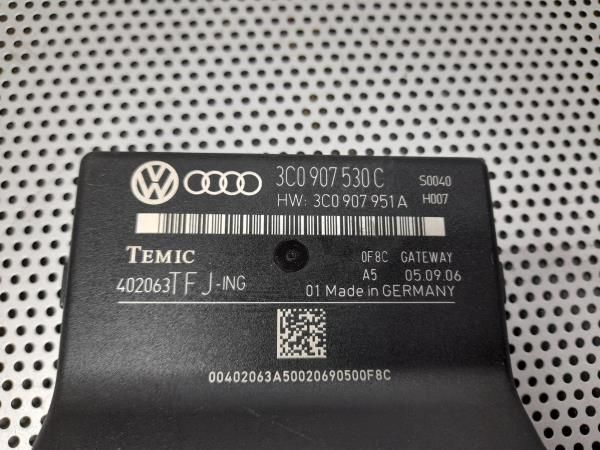 3C0 907 530 C S0040
HW: 3C0 907 951 A H007
TEMIC 0F8C GATEWAY
402063TFJ-ING A5 05.09.06
01 Made in GERMANY
00402063A50020690500F8C